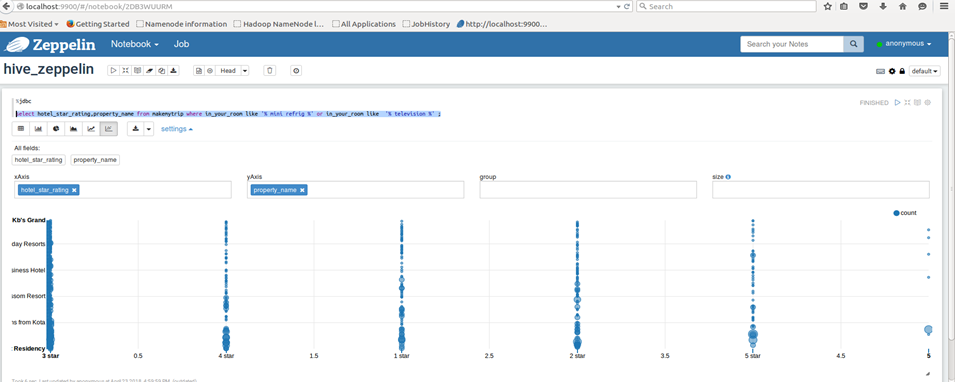 localhost:9900/#/notebook/2DB3WUURM
Search
Most Visited
Getting Started
Namenode information
Hadoop NameNode l...
All Applications
JobHistory
http://localhost:9900...
Zeppelin
Notebook
Job
Search your Notes
anonymous
hive_zeppelin
Head
default
%jdbc
FINISHED
select hotel_star_rating,property_name from makemytrip where in_your_room like '% mini refrig %' or in_your_room like '% television %' ;
settings
All fields:
hotel_star_rating
property_name
xAxis
yAxis
group
size
hotel_star_rating
property_name
count
Kb's Grand
day Resorts
siness Hotel
ssom Resort
ns from Kota
: Residency
3 star
0.5
4 star
1.5
1 star
2.5
2 star
3.5
5 star
4.5
5